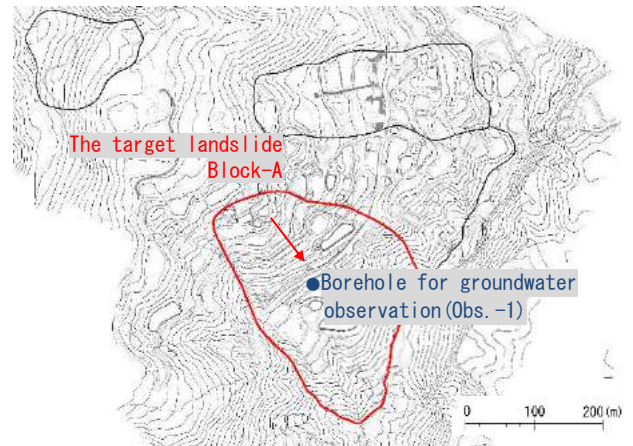 The target landslide
Block-A
Borehole for groundwater
observation(Obs.-1)
0 100 200(m)